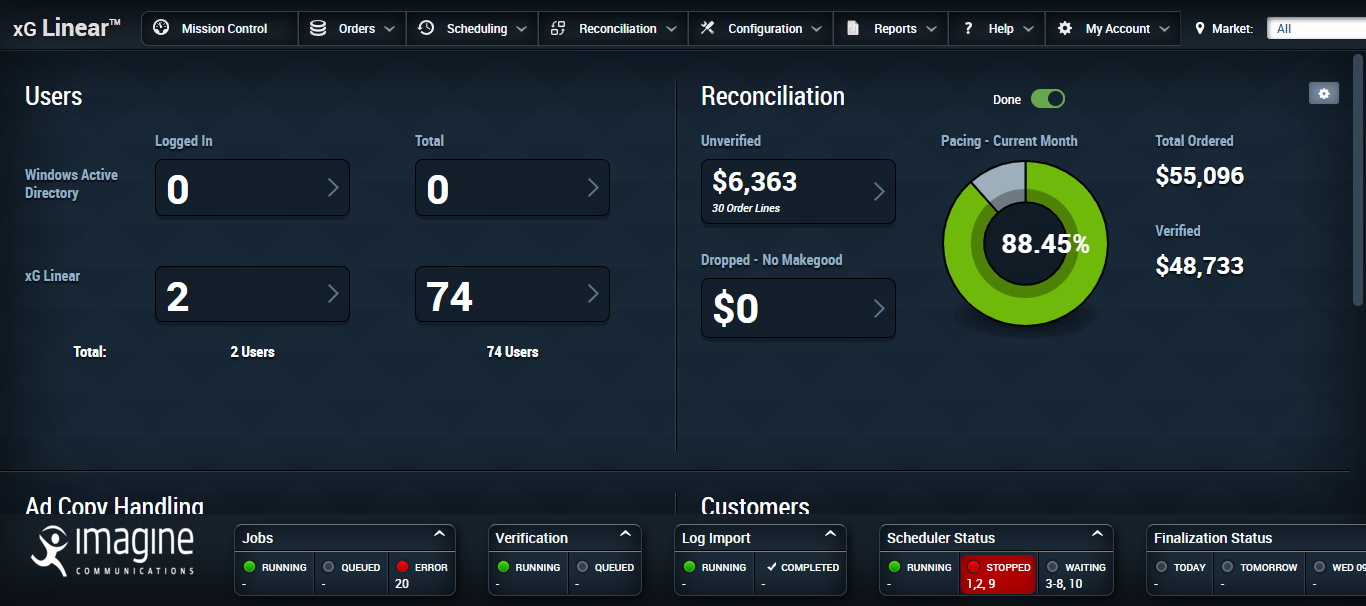 xG Linear™ Mission Control Orders Scheduling Reconciliation Configuration Reports ? Help My Account Market: All
Users
Logged In Total
Windows Active
Directory
0 0
xG Linear
2 74
Total: 2 Users 74 Users
Reconciliation
Done
Unverified
$6,363
30 Order Lines
Dropped - No Makegood
$0
Pacing - Current Month
88.45%
Total Ordered
$55,096
Verified
$48,733
Ad Copy Handling
Customers
imagine
COMMUNICATIONS
Jobs
RUNNING QUEUED ERROR
- - 20
Verification
RUNNING QUEUED
- -
Log Import
RUNNING COMPLETED
- -
Scheduler Status
RUNNING STOPPED WAITING
- 1,2, 9 3-8, 10
Finalization Status
TODAY TOMORROW WED 09
- - -